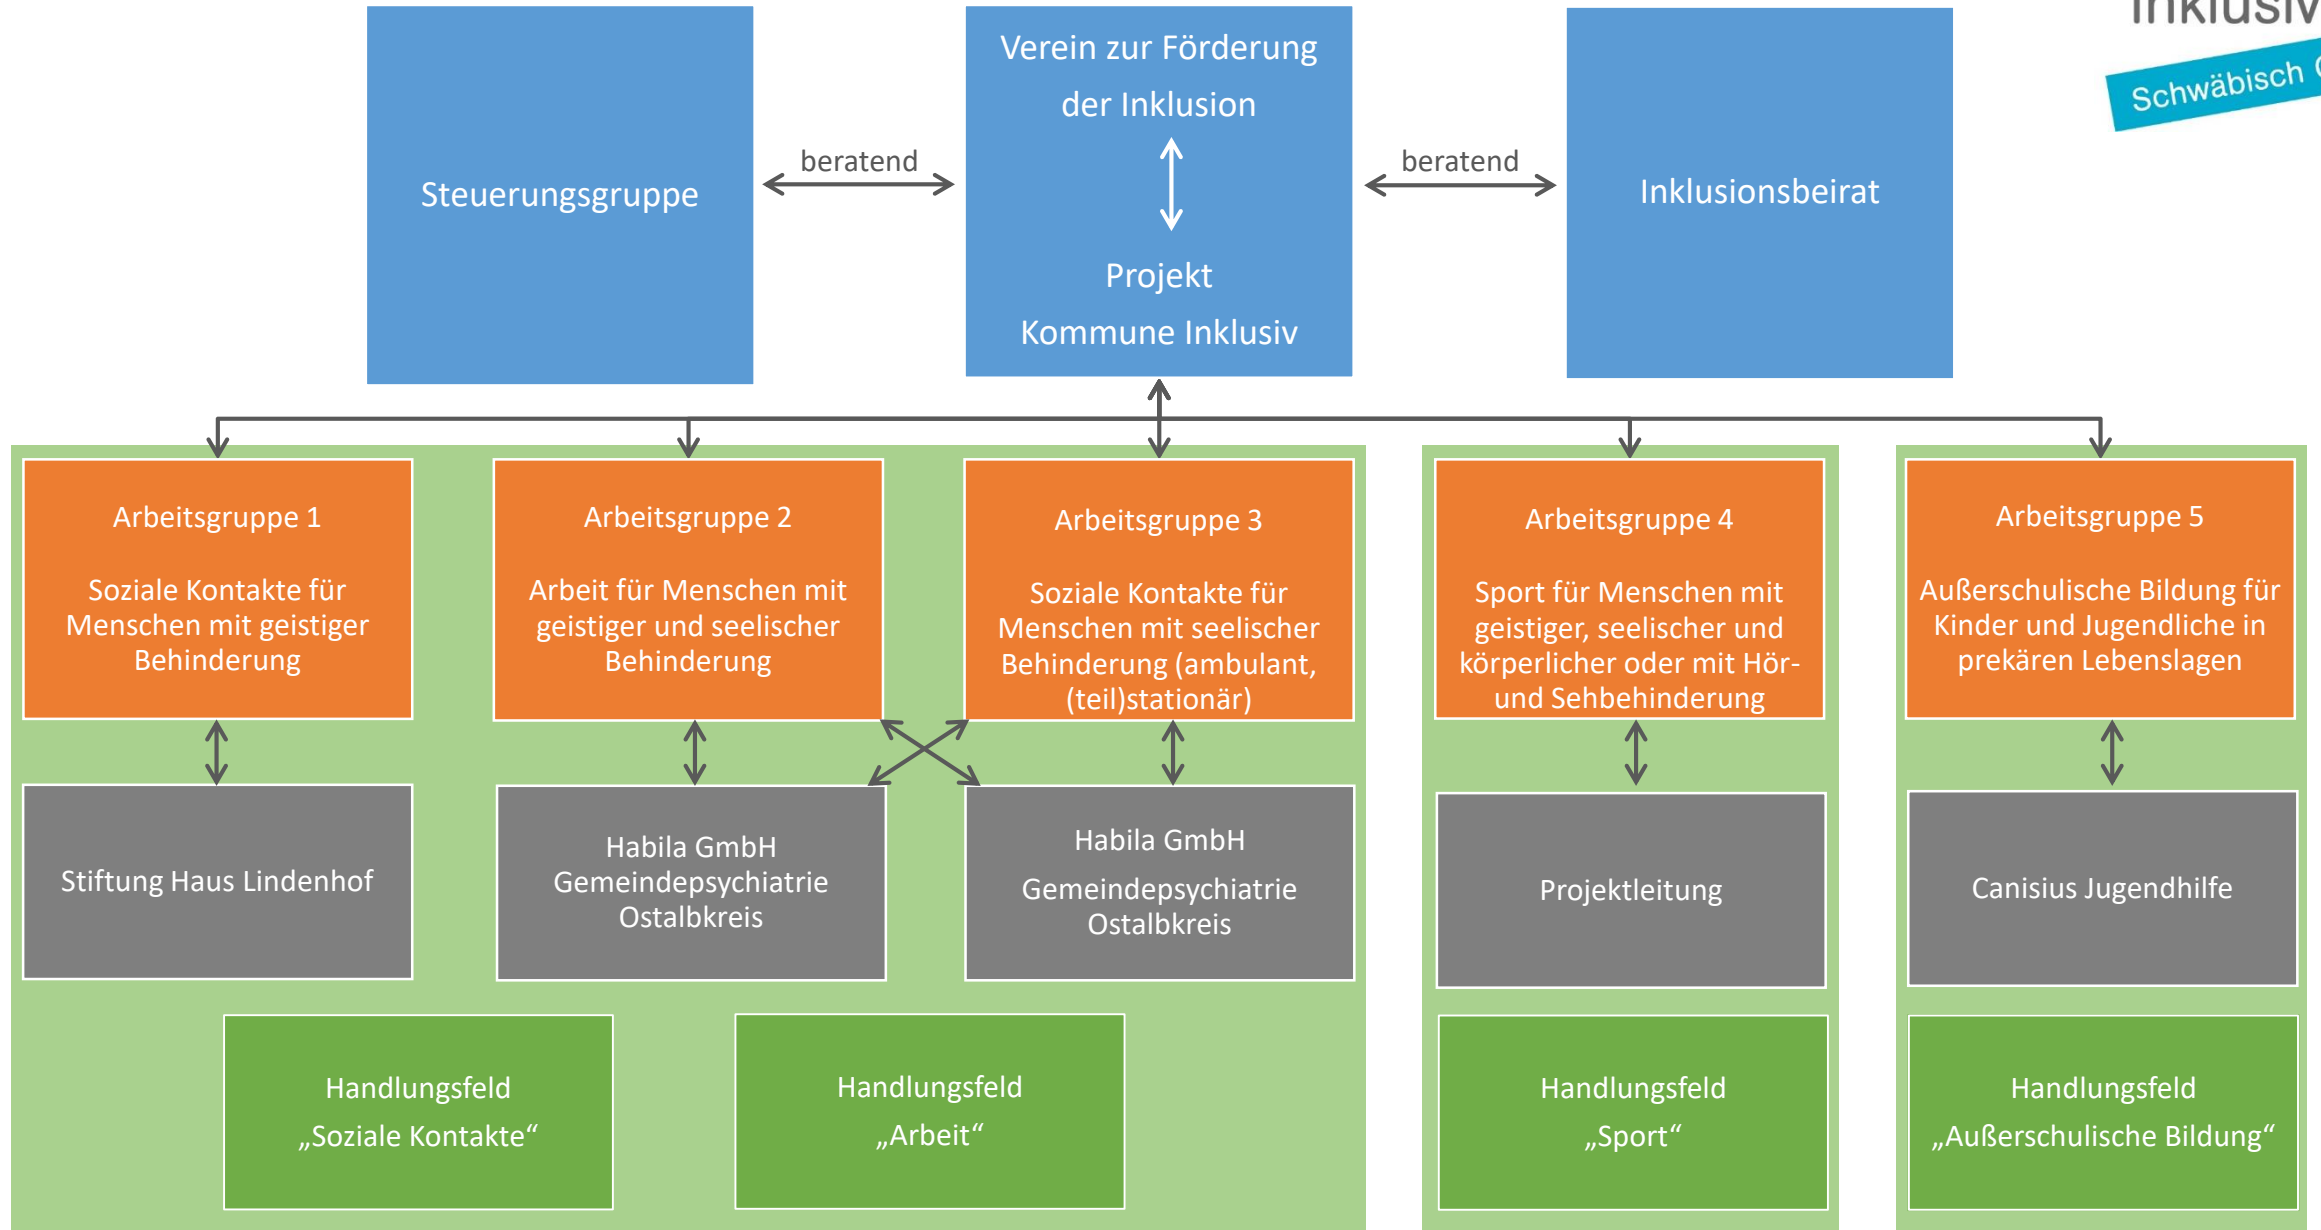 Inklusiv
Schwäbisch
Verein zur Förderung
der Inklusion
Projekt
Kommune Inklusiv
Steuerungsgruppe
beratend
beratend
Inklusionsbeirat
Arbeitsgruppe 1
Soziale Kontakte für
Menschen mit geistiger
Behinderung
Arbeitsgruppe 2
Arbeit für Menschen mit
geistiger und seelischer
Behinderung
Arbeitsgruppe 3
Soziale Kontakte für
Menschen mit seelischer
Behinderung (ambulant,
(teil)stationär)
Arbeitsgruppe 4
Sport für Menschen mit
geistiger, seelischer und
körperlicher oder mit Hör-
und Sehbehinderung
Arbeitsgruppe 5
Außerschulische Bildung für
Kinder und Jugendliche in
prekären Lebenslagen
Stiftung Haus Lindenhof
Habila GmbH
Gemeindepsychiatrie
Ostalbkreis
Habila GmbH
Gemeindepsychiatrie
Ostalbkreis
Projektleitung
Canisius Jugendhilfe
Handlungsfeld
„Soziale Kontakte“
Handlungsfeld
„Arbeit“
Handlungsfeld
„Sport“
Handlungsfeld
„Außerschulische Bildung“